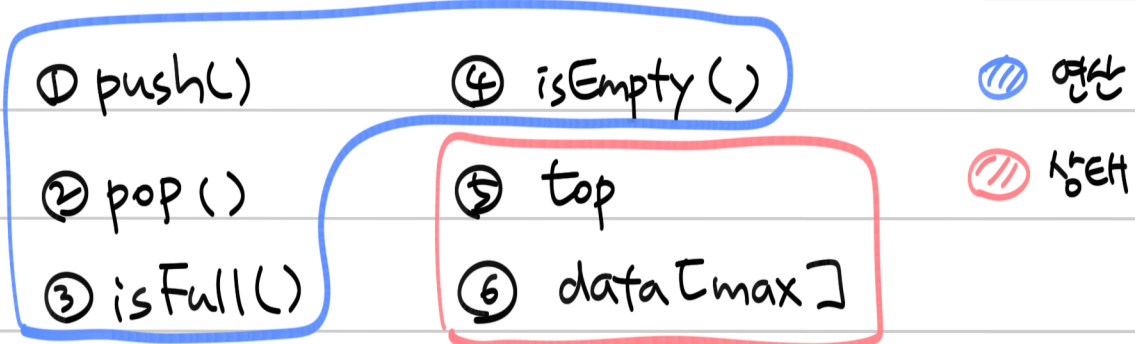 ① push() ④ isEmpty() 연산
② pop() ⑤ top 상태
③ isFull() ⑥ data[max]